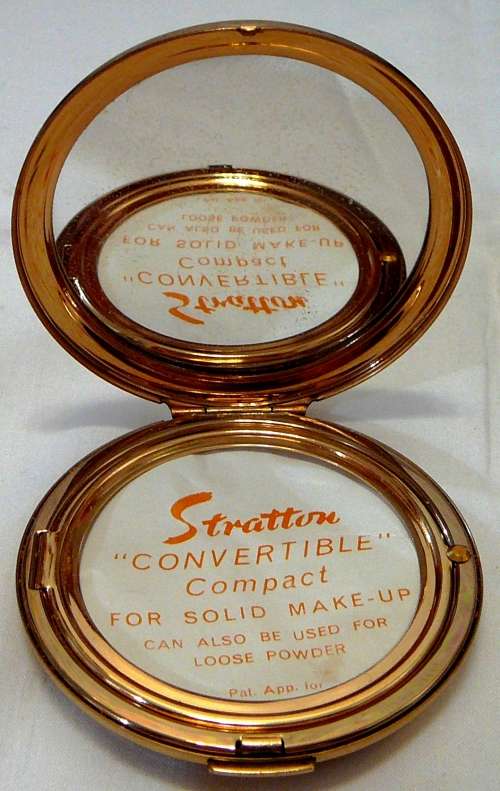 Stratton
"CONVERTIBLE"
Compact
FOR SOLID MAKE-UP
CAN ALSO BE USED FOR
LOOSE POWDER
Pat. App. for